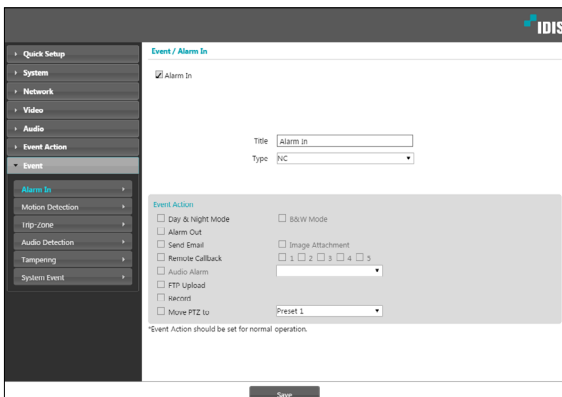 IDIS
Quick Setup
System
Network
Video
Audio
Event Action
Event
Alarm In
Motion Detection
Trip-Zone
Audio Detection
Tampering
System Event
Event / Alarm In
Alarm In
Title Alarm In
Type NC
Event Action
Day & Night Mode B&W Mode
Alarm Out
Send Email Image Attachment
Remote Callback 1 2 3 4 5
Audio Alarm
FTP Upload
Record
Move PTZ to Preset 1
*Event Action should be set for normal operation.
Save